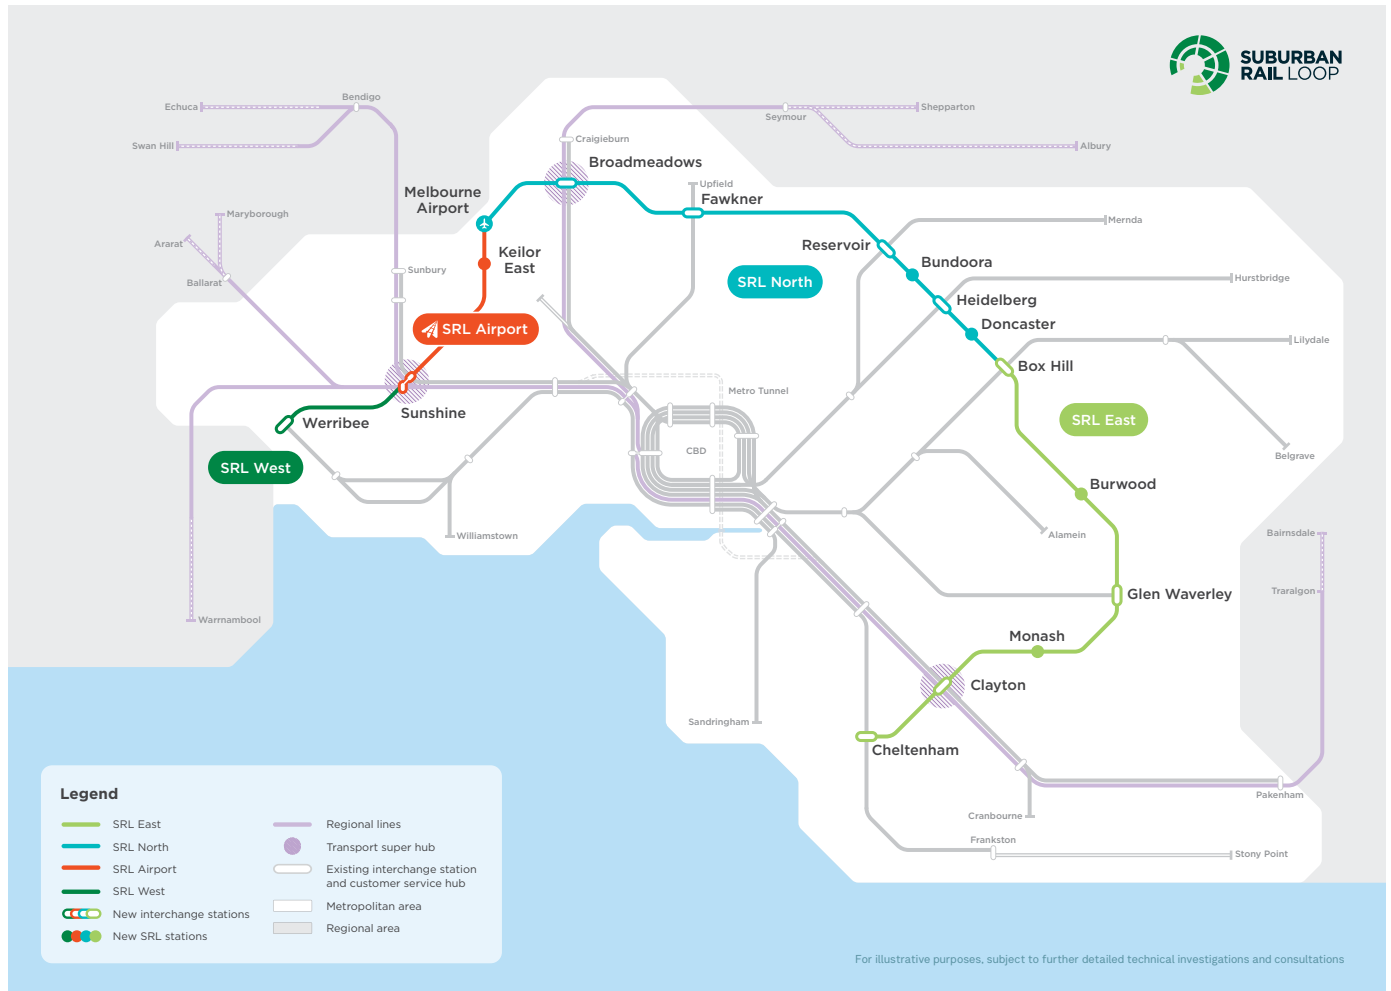 SUBURBAN
RAIL LOOP
Echuca
Bendigo
Swan Hill
Craigieburn
Seymour
Shepparton
Albury
Broadmeadows
Upfield
Fawkner
Melbourne
Airport
Maryborough
Ararat
Ballarat
Sunbury
Keilor
East
Mernda
Reservoir
Bundoora
SRL North
Hurstbridge
Heidelberg
Doncaster
SRL Airport
Lilydale
Box Hill
Metro Tunnel
Sunshine
Werribee
SRL East
CBD
Belgrave
SRL West
Burwood
Williamstown
Alamein
Bairnsdale
Traralgon
Glen Waverley
Warrnambool
Monash
Clayton
Sandringham
Cheltenham
Pakenham
Cranbourne
Frankston
Stony Point
Legend
SRL East
SRL North
SRL Airport
SRL West
New interchange stations
New SRL stations
Regional lines
Transport super hub
Existing interchange station
and customer service hub
Metropolitan area
Regional area
For illustrative purposes, subject to further detailed technical investigations and consultations